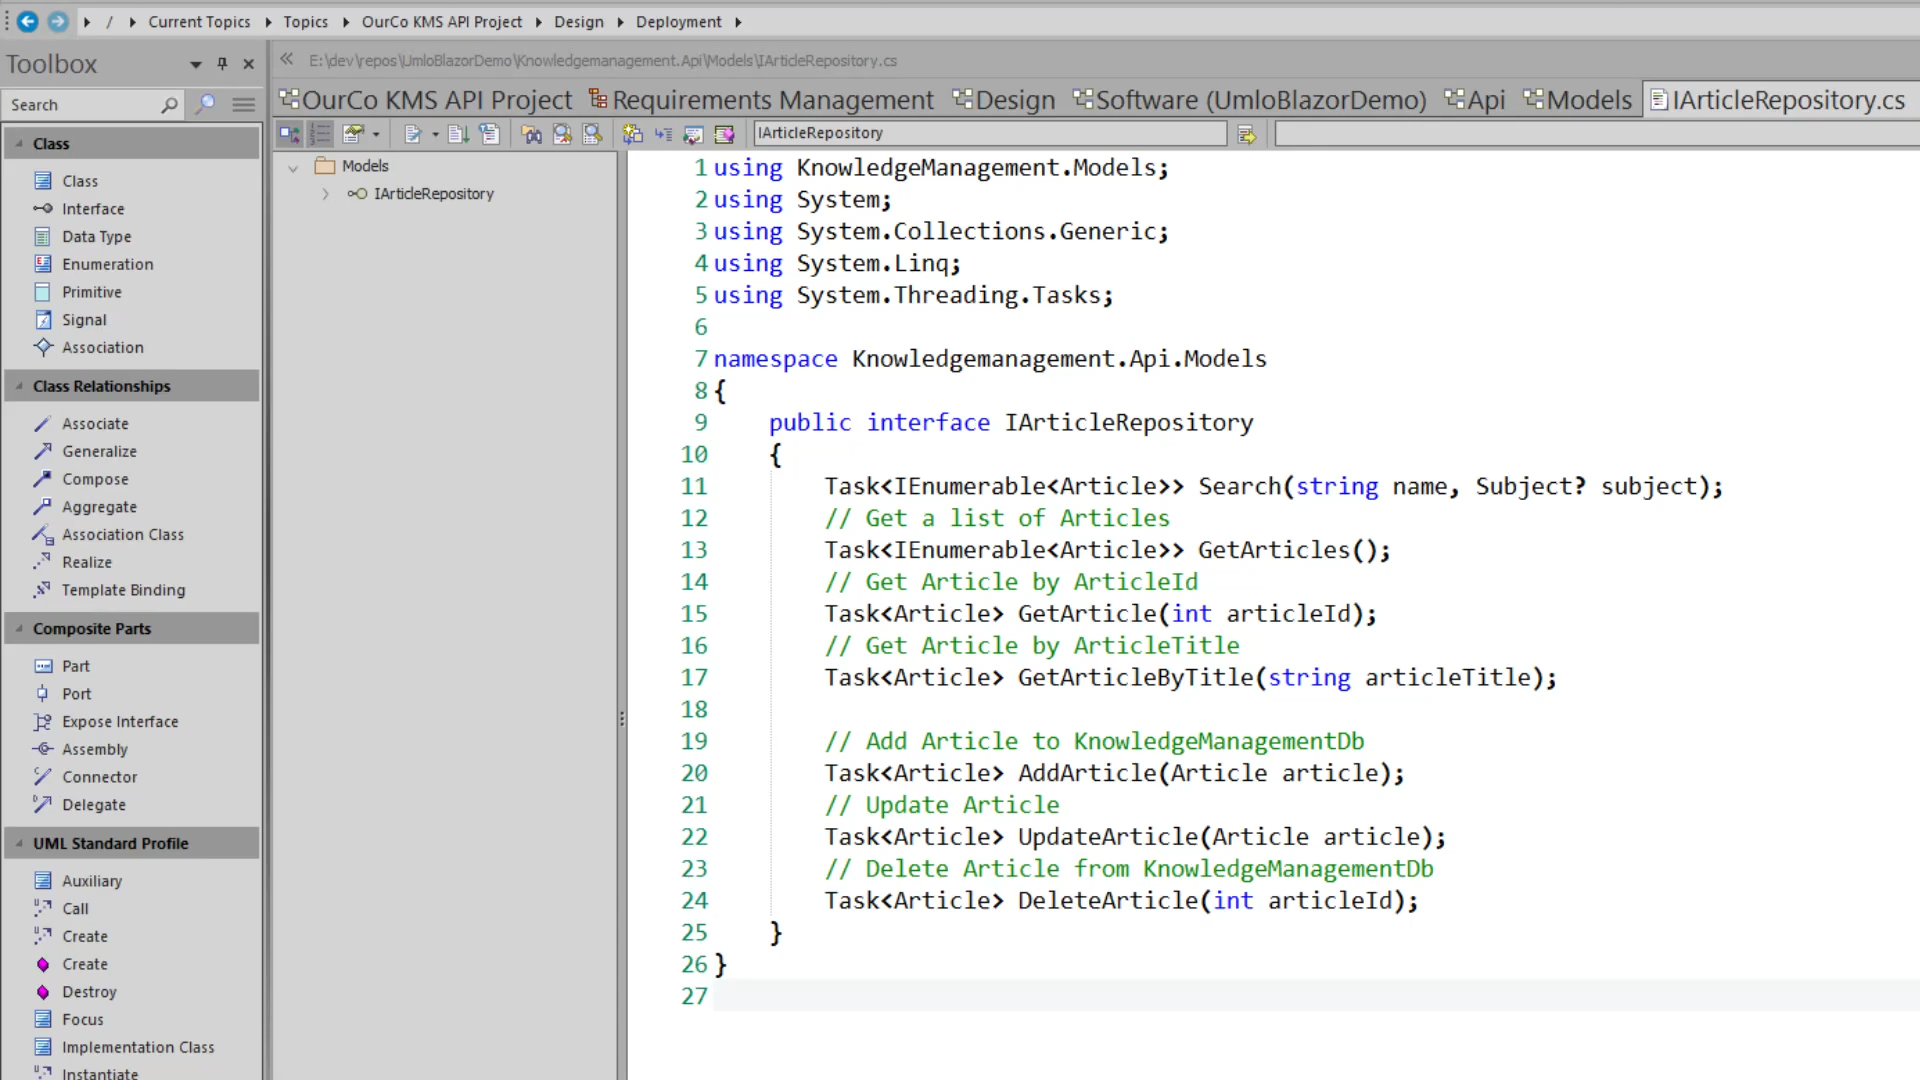 / Current Topics Topics OurCo KMS API Project Design Deployment
Toolbox
Search
Class
Class
Interface
Data Type
Enumeration
Primitive
Signal
Association
Class Relationships
Associate
Generalize
Compose
Aggregate
Association Class
Realize
Template Binding
Composite Parts
Part
Port
Expose Interface
Assembly
Connector
Delegate
UML Standard Profile
Auxiliary
Call
Create
Create
Destroy
Focus
Implementation Class
Instantiate
E:\dev\repos\UmloBlazorDemo\Knowledgemanagement.Api\Models\IArticleRepository.cs
OurCo KMS API Project Requirements Management Design Software (UmloBlazorDemo) Api Models IArticleRepository.cs
IArticleRepository
Models
IArticleRepository
1 using KnowledgeManagement.Models;
2 using System;
3 using System.Collections.Generic;
4 using System.Linq;
5 using System.Threading.Tasks;
6
7 namespace Knowledgemanagement.Api.Models
8 {
9     public interface IArticleRepository
10     {
11         Task<IEnumerable<Article>> Search(string name, Subject? subject);
12         // Get a list of Articles
13         Task<IEnumerable<Article>> GetArticles();
14         // Get Article by ArticleId
15         Task<Article> GetArticle(int articleId);
16         // Get Article by ArticleTitle
17         Task<Article> GetArticleByTitle(string articleTitle);
18
19         // Add Article to KnowledgeManagementDb
20         Task<Article> AddArticle(Article article);
21         // Update Article
22         Task<Article> UpdateArticle(Article article);
23         // Delete Article from KnowledgeManagementDb
24         Task<Article> DeleteArticle(int articleId);
25     }
26 }
27